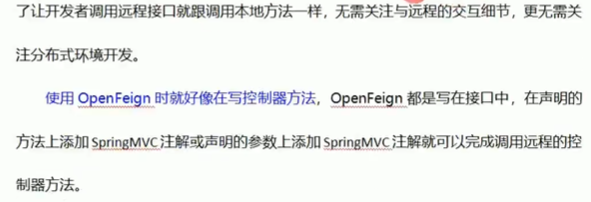 了让开发者调用远程接口就跟调用本地方法一样，无需关注与远程的交互细节，更无需关
注分布式环境开发。
使用 OpenFeign 时就好像在写控制器方法，OpenFeign 都是写在接口中，在声明的
方法上添加 SpringMVC 注解或声明的参数上添加 SpringMVC 注解就可以完成调用远程的控
制器方法。